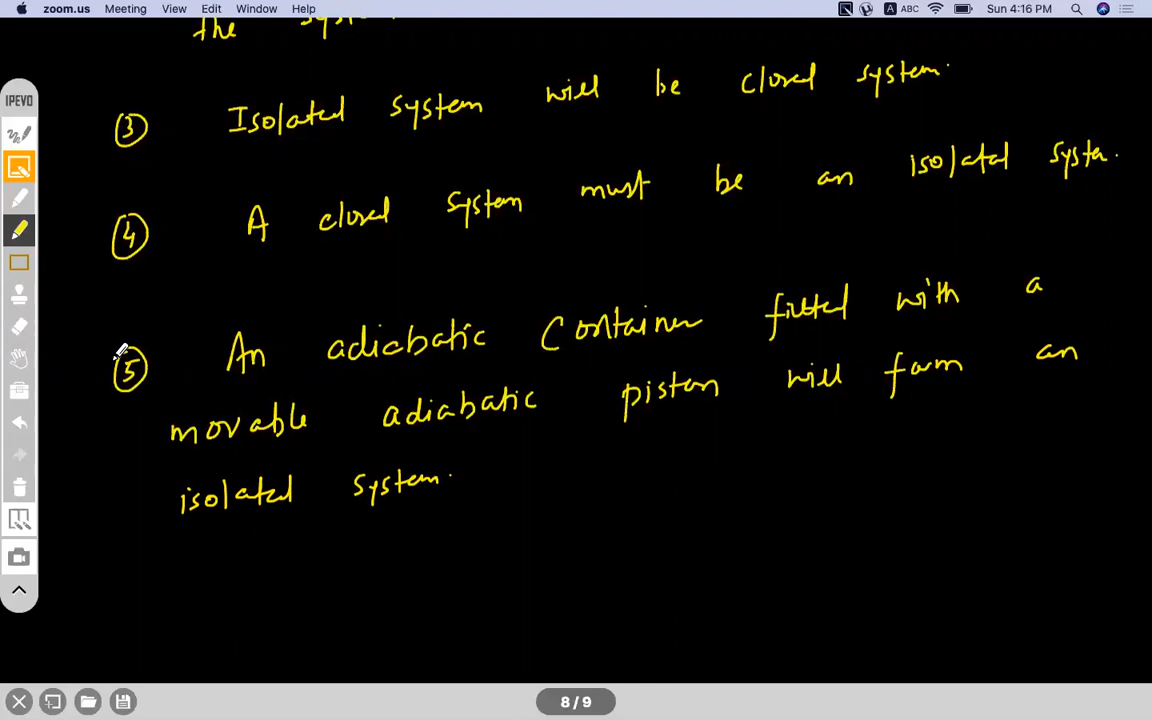 zoom.us Meeting View Edit Window Help A ABC Sun 4:16 PM
the
IPEVO
③ Isolated system will be closed system.
④ A closed system must be an isolated system.
⑤ An adiabatic Container fitted with a
movable adiabatic piston will form an
isolated system.
8 / 9